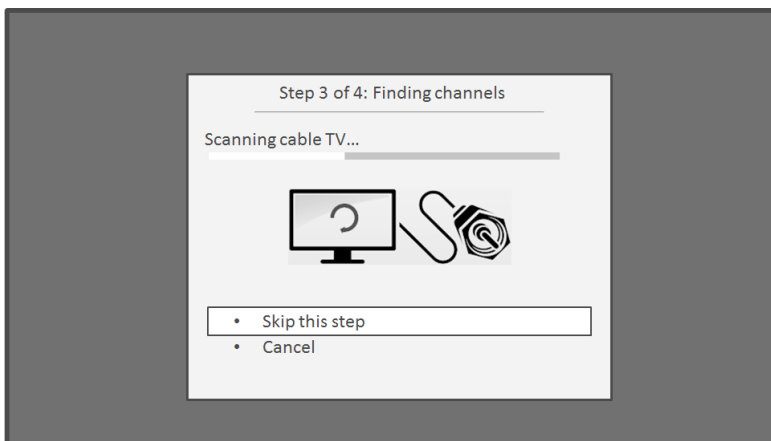 Step 3 of 4: Finding channels
Scanning cable TV...
• Skip this step
• Cancel